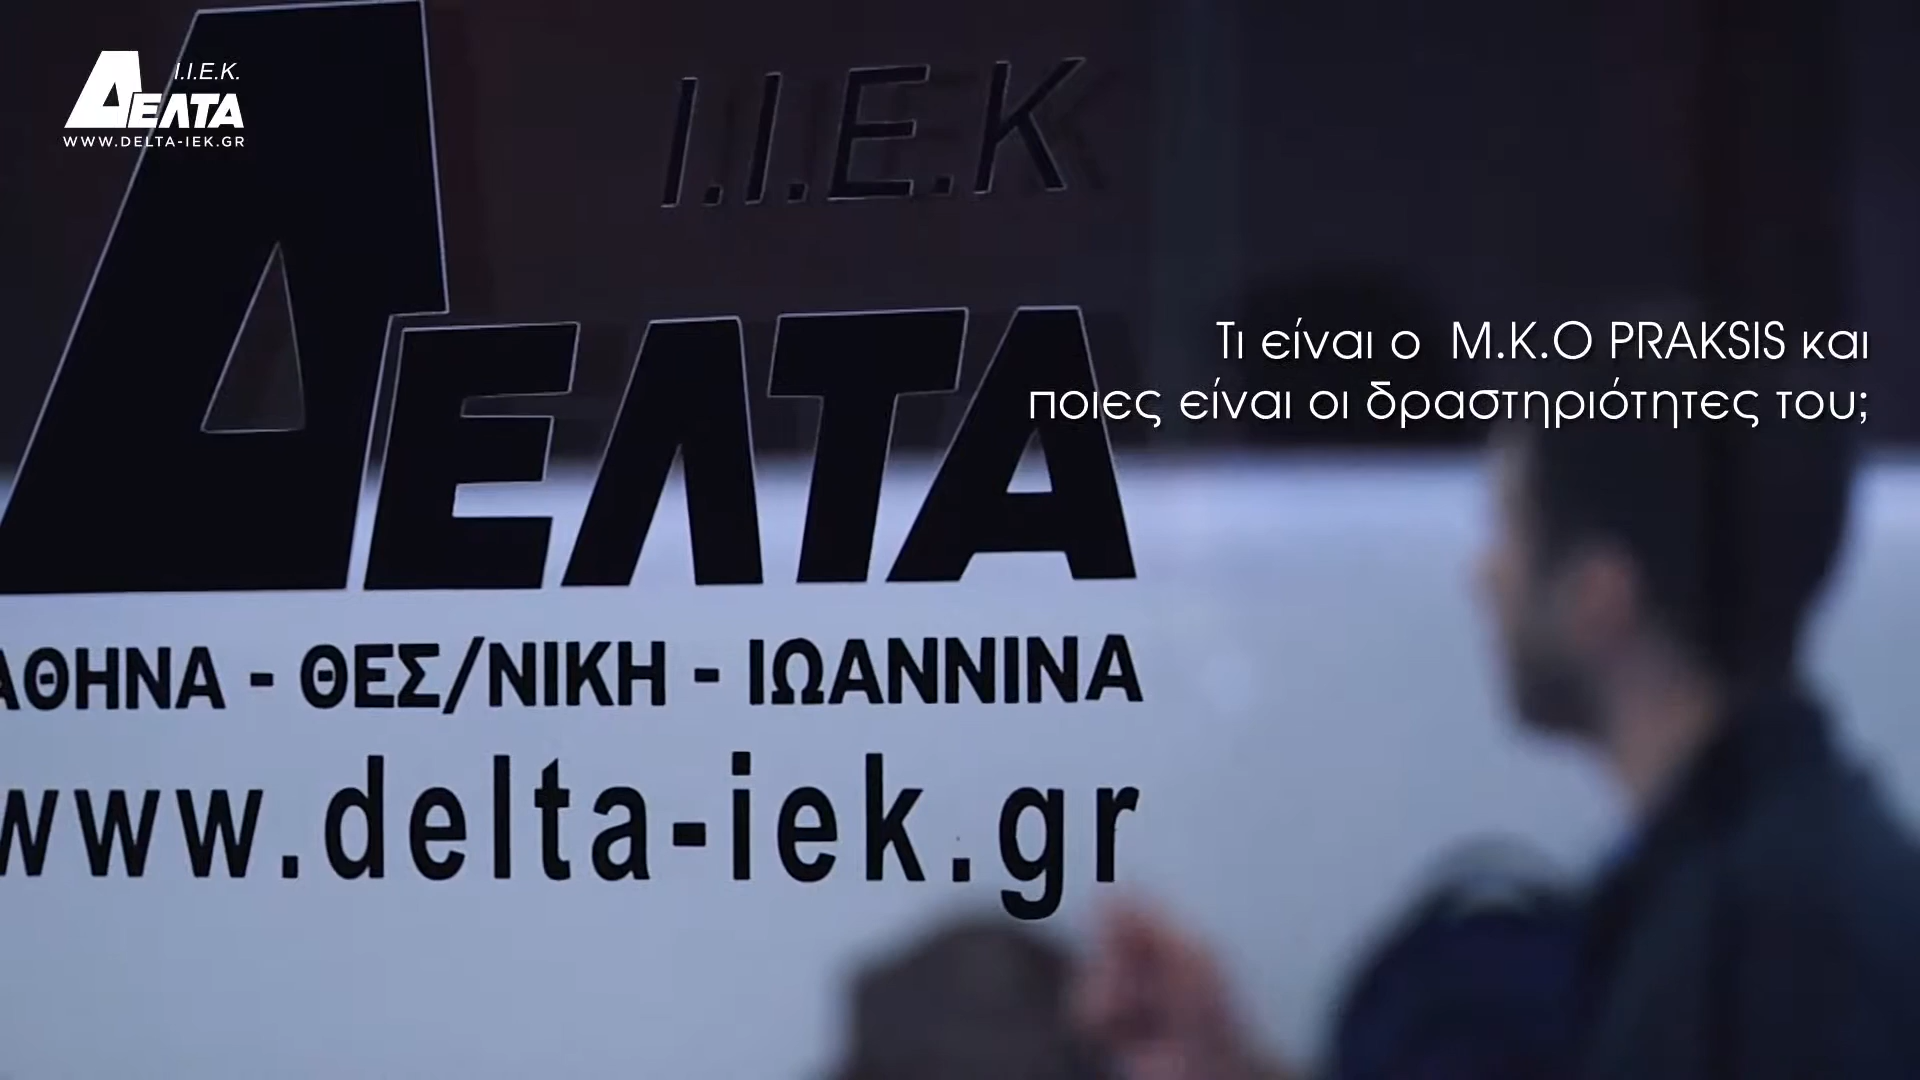 Ι.Ι.Ε.Κ.
ΔΕΛΤΑ
WWW.DELTA-IEK.GR
Ι.Ι.Ε.Κ
ΔΕΛΤΑ
Τι είναι ο Μ.Κ.Ο PRAKSIS και
ποιες είναι οι δραστηριότητες του;
ΑΘΗΝΑ - ΘΕΣ/ΝΙΚΗ - ΙΩΑΝΝΙΝΑ
www.delta-iek.gr